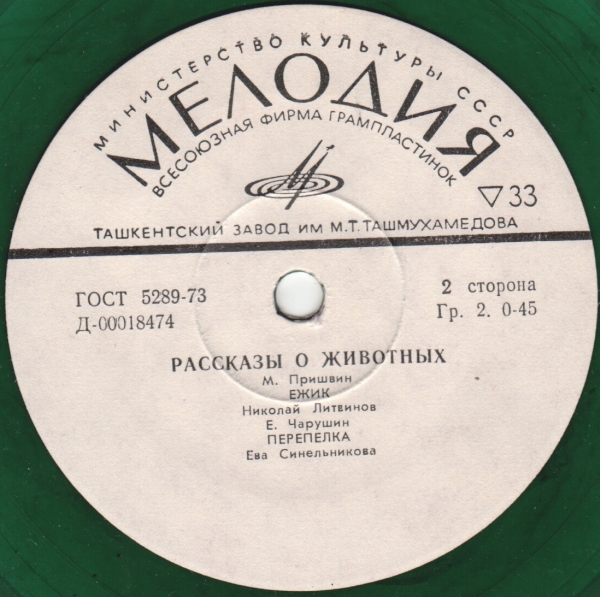 МИНИСТЕРСТВО КУЛЬТУРЫ СССР
МЕЛОДИЯ
ВСЕСОЮЗНАЯ ФИРМА ГРАМПЛАСТИНОК
▽33
ТАШКЕНТСКИЙ ЗАВОД ИМ М.Т.ТАШМУХАМЕДОВА
ГОСТ 5289-73
2 сторона
Д-00018474
Гр. 2. 0-45
РАССКАЗЫ О ЖИВОТНЫХ
М. Пришвин
ЕЖИК
Николай Литвинов
Е. Чарушин
ПЕРЕПЕЛКА
Ева Синельникова